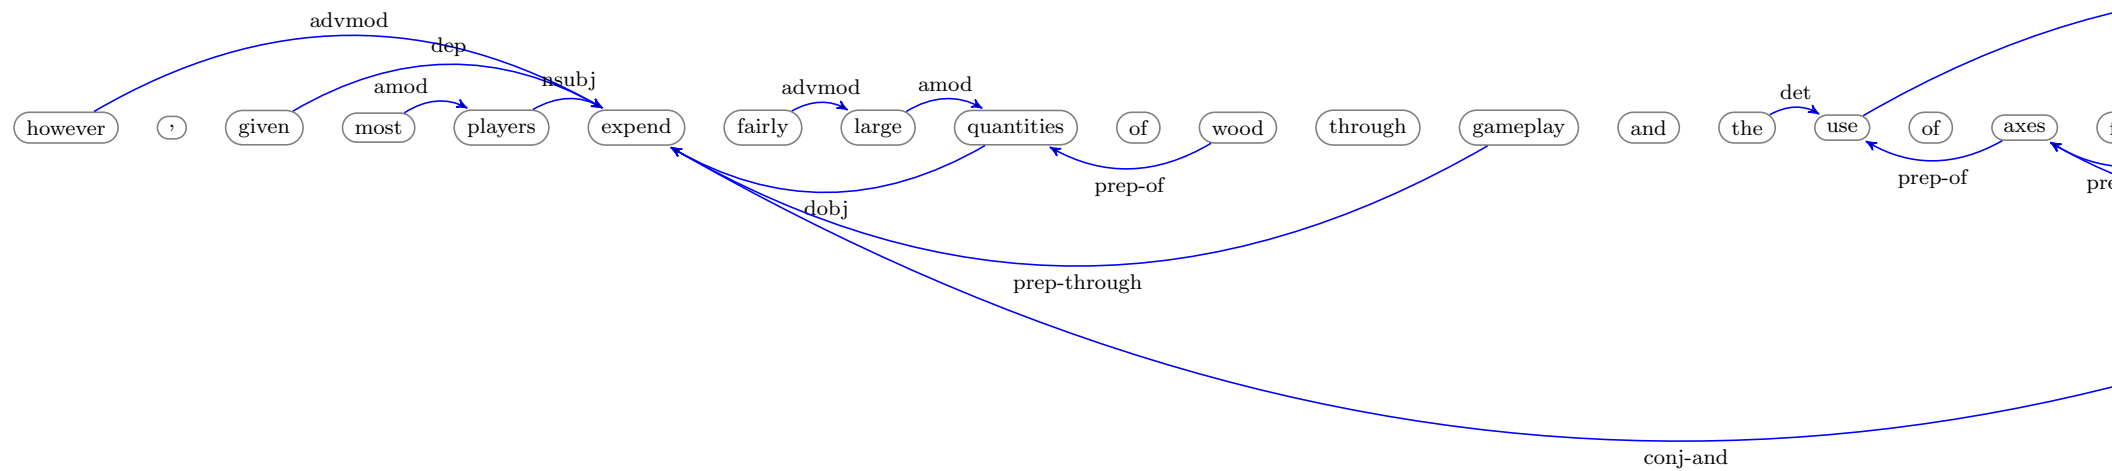 advmod
dep
nsubj
amod
advmod
amod
det
however , given most players expend fairly large quantities of wood through gameplay and the use of axes
prep-of
prep-of
dobj
prep-through
conj-and